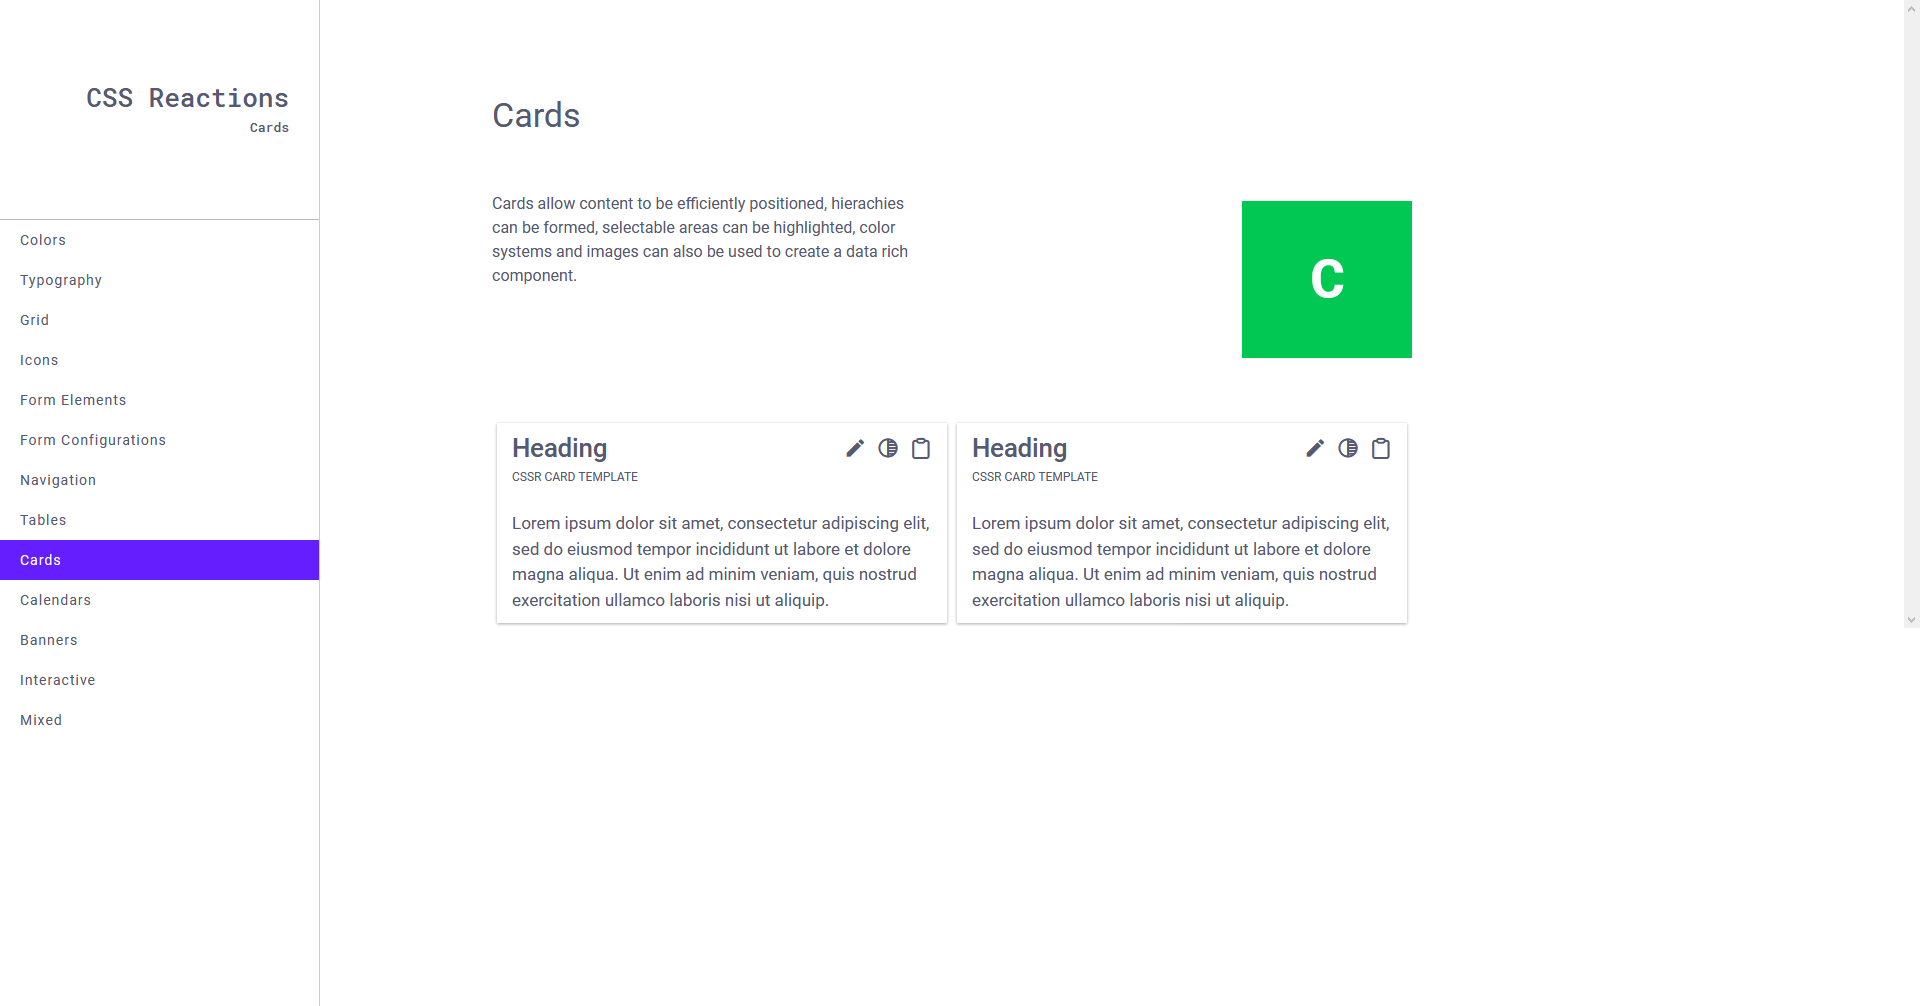 CSS Reactions
Cards
Colors
Typography
Grid
Icons
Form Elements
Form Configurations
Navigation
Tables
Cards
Calendars
Banners
Interactive
Mixed
Cards
Cards allow content to be efficiently positioned, hierachies
can be formed, selectable areas can be highlighted, color
systems and images can also be used to create a data rich
component.
C
Heading
CSSR CARD TEMPLATE
Lorem ipsum dolor sit amet, consectetur adipiscing elit,
sed do eiusmod tempor incididunt ut labore et dolore
magna aliqua. Ut enim ad minim veniam, quis nostrud
exercitation ullamco laboris nisi ut aliquip.
Heading
CSSR CARD TEMPLATE
Lorem ipsum dolor sit amet, consectetur adipiscing elit,
sed do eiusmod tempor incididunt ut labore et dolore
magna aliqua. Ut enim ad minim veniam, quis nostrud
exercitation ullamco laboris nisi ut aliquip.